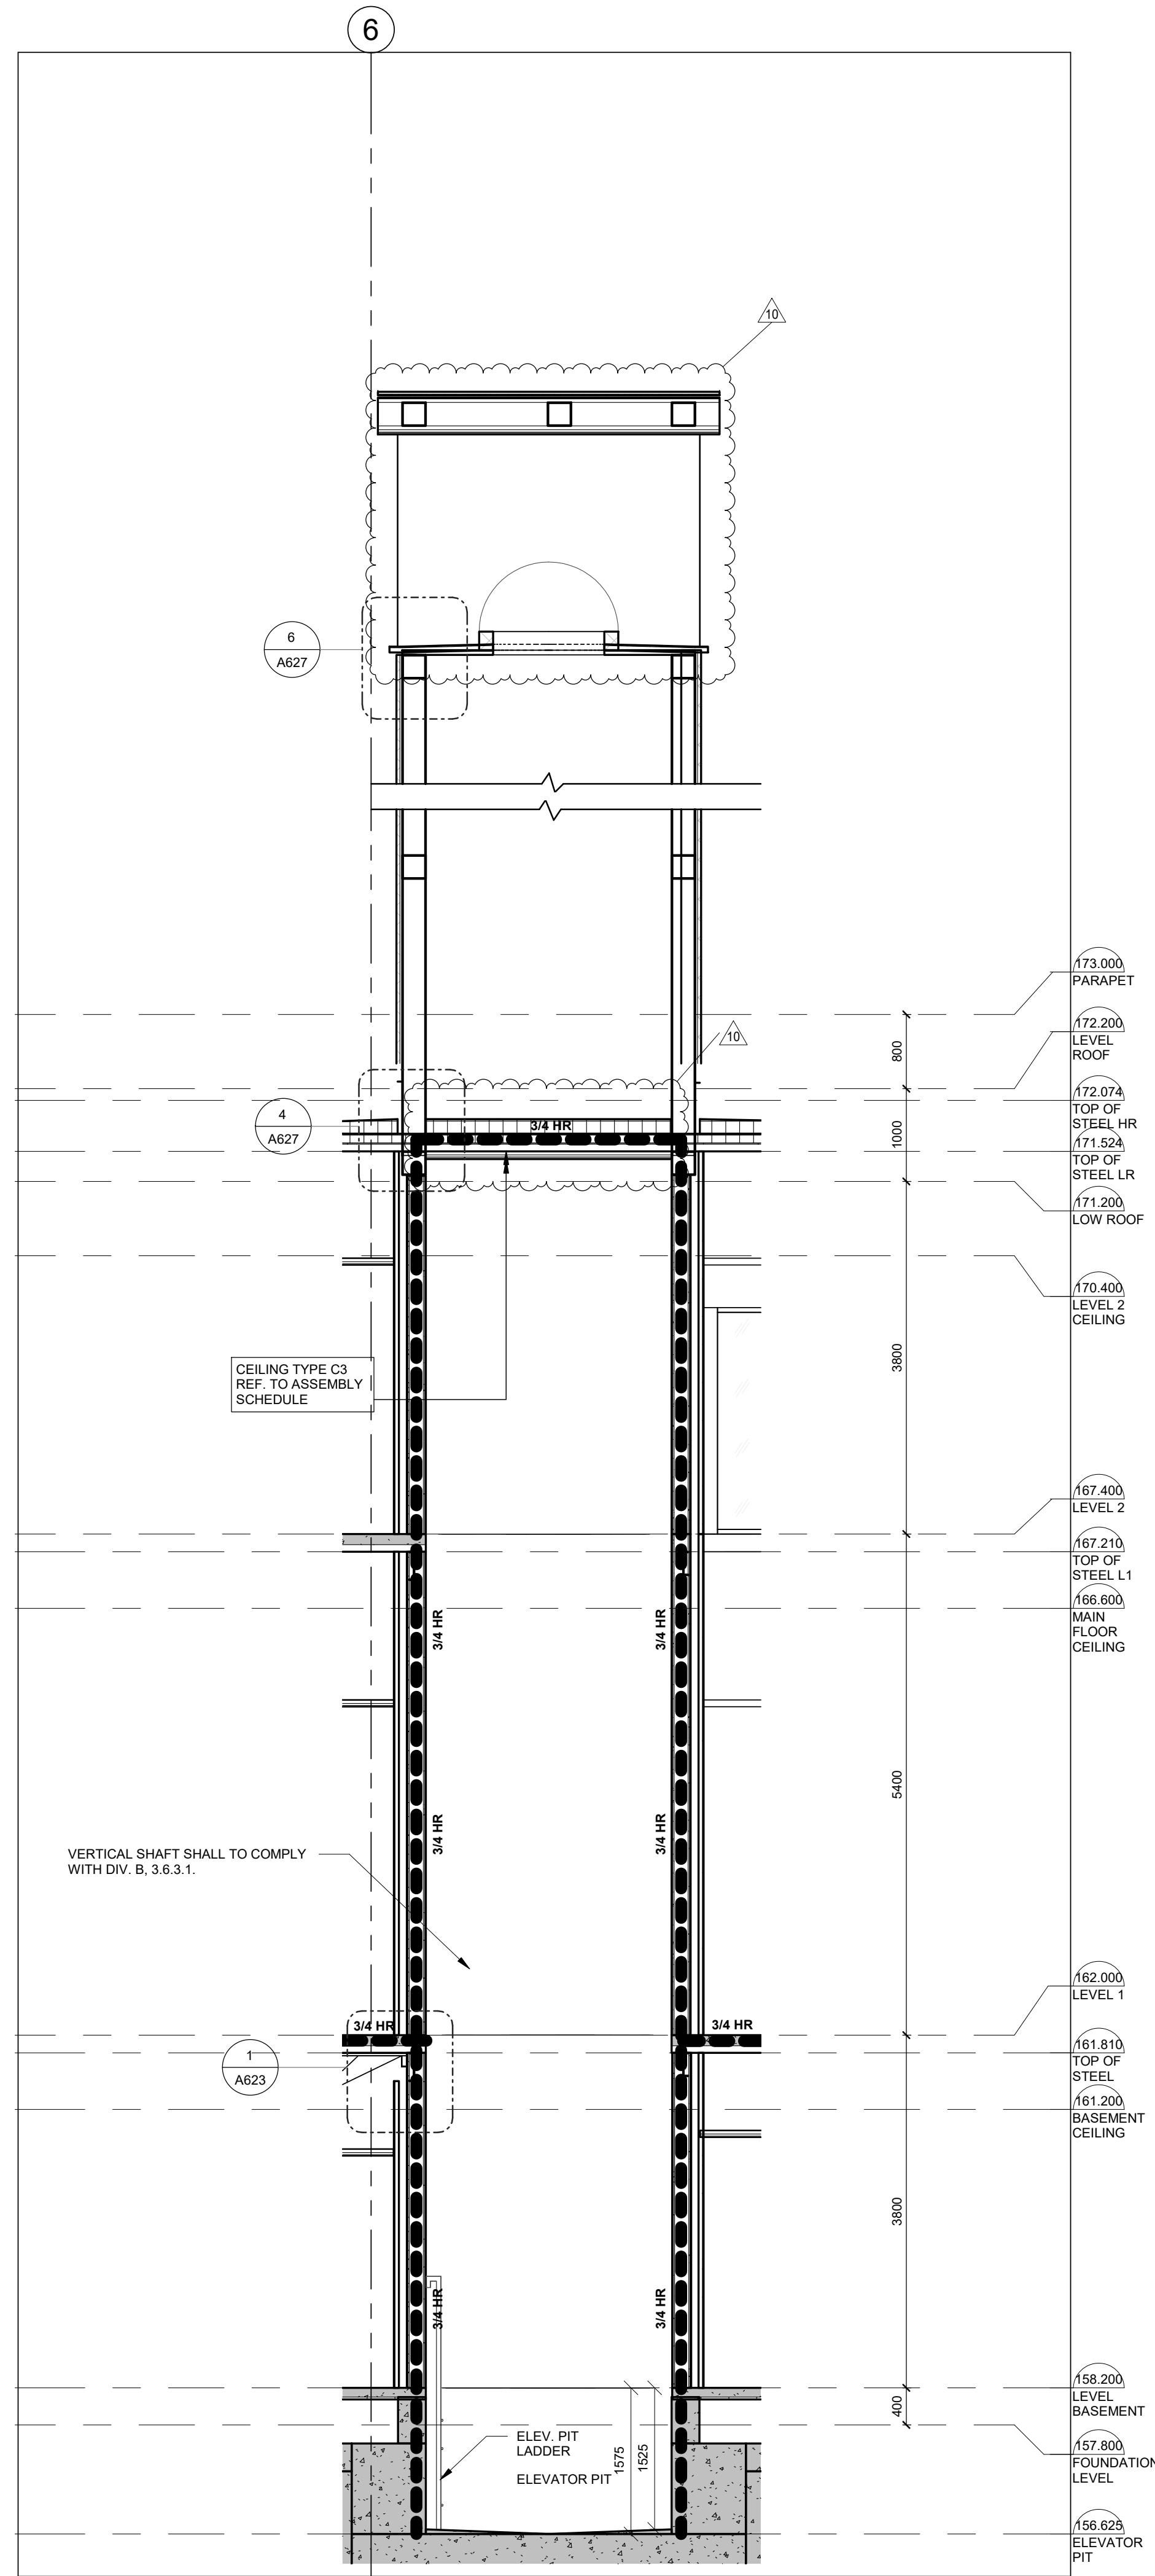 6
10
6
A627
173.000
PARAPET
172.200
LEVEL
ROOF
800
10
172.074
TOP OF
STEEL HR
4
A627
3/4 HR
1000
171.524
TOP OF
STEEL LR
171.200
LOW ROOF
170.400
LEVEL 2
CEILING
CEILING TYPE C3
REF. TO ASSEMBLY
SCHEDULE
3800
167.400
LEVEL 2
167.210
TOP OF
STEEL L1
166.600
MAIN
FLOOR
CEILING
3/4 HR
3/4 HR
5400
3/4 HR
3/4 HR
VERTICAL SHAFT SHALL TO COMPLY
WITH DIV. B, 3.6.3.1.
162.000
LEVEL 1
3/4 HR
3/4 HR
1
A623
161.810
TOP OF
STEEL
161.200
BASEMENT
CEILING
3800
3/4 HR
3/4 HR
158.200
LEVEL
BASEMENT
400
157.800
FOUNDATION
LEVEL
ELEV. PIT
LADDER
ELEVATOR PIT
1575
1525
156.625
ELEVATOR
PIT